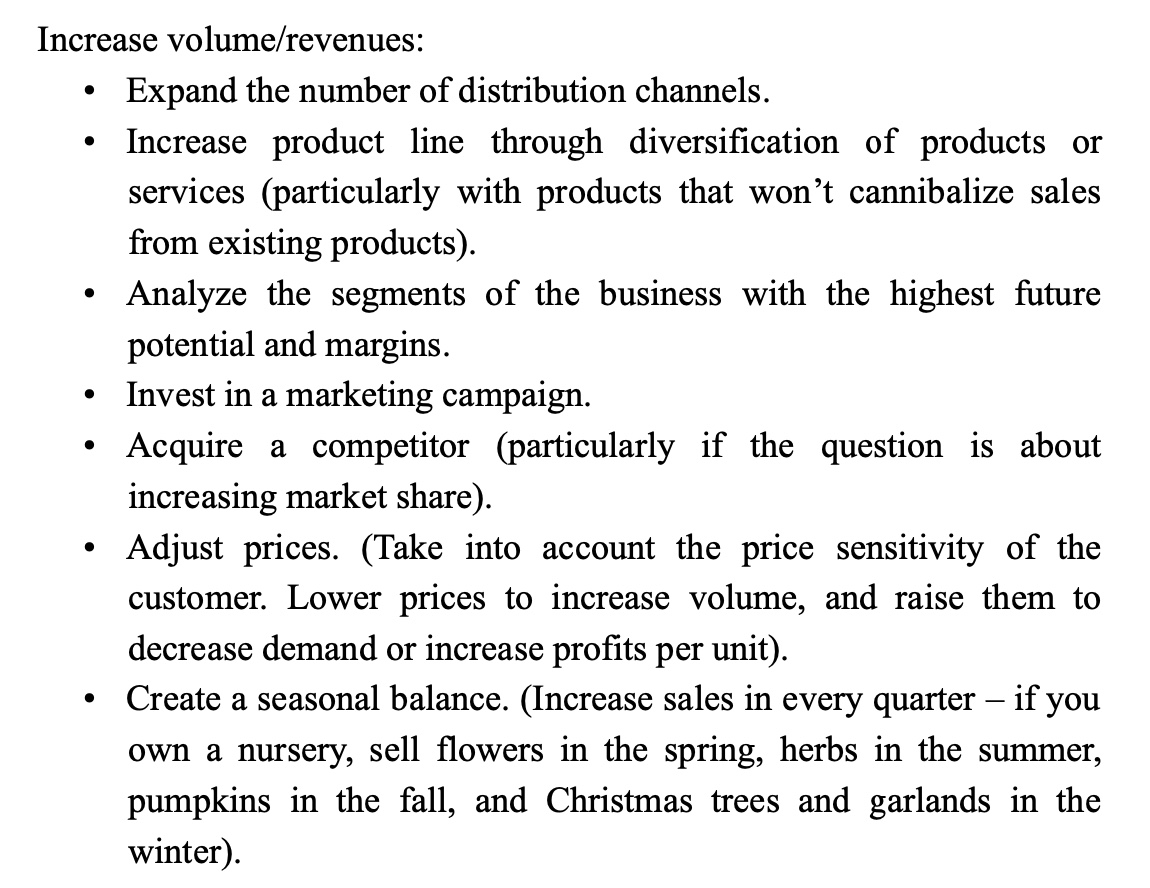 Increase volume/revenues:
• Expand the number of distribution channels.
• Increase product line through diversification of products or
services (particularly with products that won’t cannibalize sales
from existing products).
• Analyze the segments of the business with the highest future
potential and margins.
• Invest in a marketing campaign.
• Acquire a competitor (particularly if the question is about
increasing market share).
• Adjust prices. (Take into account the price sensitivity of the
customer. Lower prices to increase volume, and raise them to
decrease demand or increase profits per unit).
• Create a seasonal balance. (Increase sales in every quarter – if you
own a nursery, sell flowers in the spring, herbs in the summer,
pumpkins in the fall, and Christmas trees and garlands in the
winter).